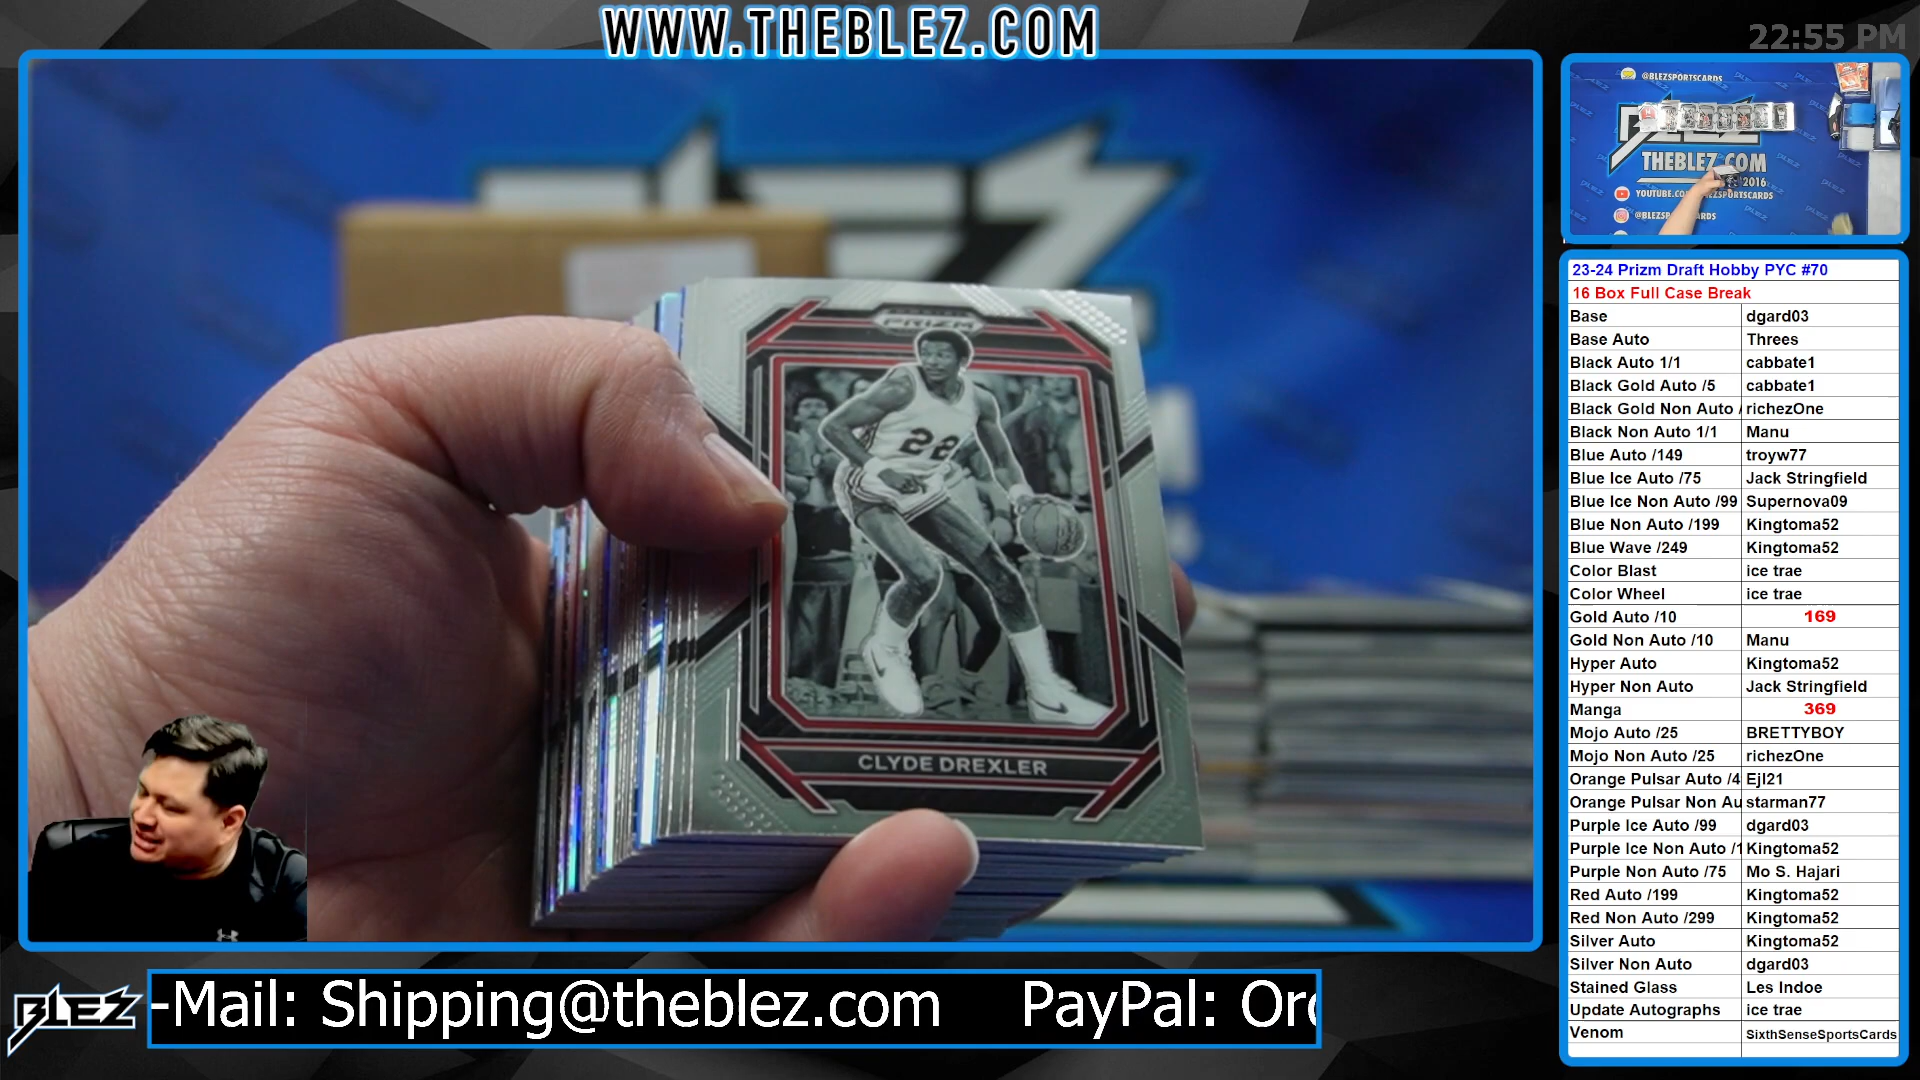 WWW.THEBLEZ.COM
22:55 PM
@BLEZSPORTSCARDS
THEBLEZ.COM
2016
@BLEZSP
PRIZM
22
CLYDE DREXLER
23-24 Prizm Draft Hobby PYC #70
16 Box Full Case Break
Base dgard03
Base Auto Threes
Black Auto 1/1 cabbate1
Black Gold Auto /5 cabbate1
Black Gold Non Auto / richezOne
Black Non Auto 1/1 Manu
Blue Auto /149 troyw77
Blue Ice Auto /75 Jack Stringfield
Blue Ice Non Auto /99 Supernova09
Blue Non Auto /199 Kingtoma52
Blue Wave /249 Kingtoma52
Color Blast ice trae
Color Wheel ice trae
Gold Auto /10 169
Gold Non Auto /10 Manu
Hyper Auto Kingtoma52
Hyper Non Auto Jack Stringfield
Manga 369
Mojo Auto /25 BRETTYBOY
Mojo Non Auto /25 richezOne
Orange Pulsar Auto /4 Ejl21
Orange Pulsar Non Au starman77
Purple Ice Auto /99 dgard03
Purple Ice Non Auto /1 Kingtoma52
Purple Non Auto /75 Mo S. Hajari
Red Auto /199 Kingtoma52
Red Non Auto /299 Kingtoma52
Silver Auto Kingtoma52
Silver Non Auto dgard03
Stained Glass Les Indoe
Update Autographs ice trae
Venom SixthSenseSportsCards
BLEZ -Mail: Shipping@theblez.com PayPal: Ord